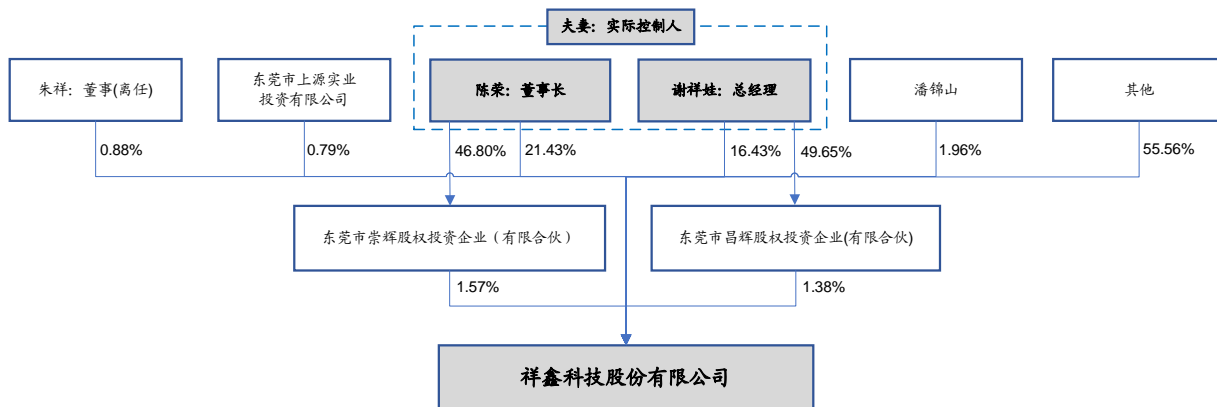 夫妻：实际控制人
朱祥：董事(离任)
东莞市上源实业
投资有限公司
陈荣：董事长
谢祥娃：总经理
潘锦山
其他
0.88%
0.79%
46.80%
21.43%
16.43%
49.65%
1.96%
55.56%
东莞市崇辉股权投资企业（有限合伙）
东莞市昌辉股权投资企业(有限合伙)
1.57%
1.38%
祥鑫科技股份有限公司